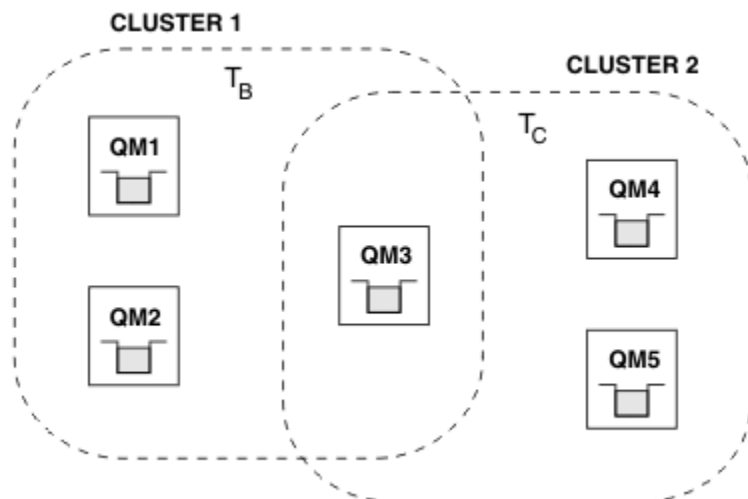 CLUSTER 1
CLUSTER 2
T_B
T_C
QM1
QM4
QM3
QM2
QM5